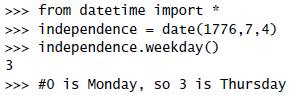 >>> from datetime import *
>>> independence = date(1776,7,4)
>>> independence.weekday()
3
>>> #0 is Monday, so 3 is Thursday